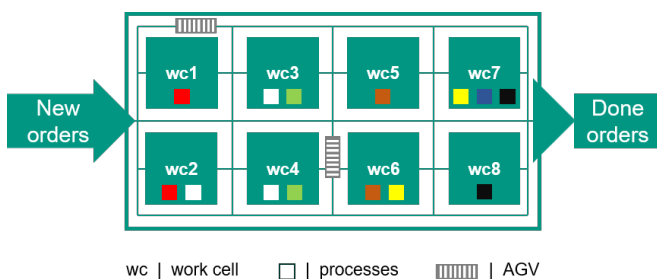 wc1 wc3 wc5 wc7
New orders
Done orders
wc2 wc4 wc6 wc8
wc | work cell | processes | AGV